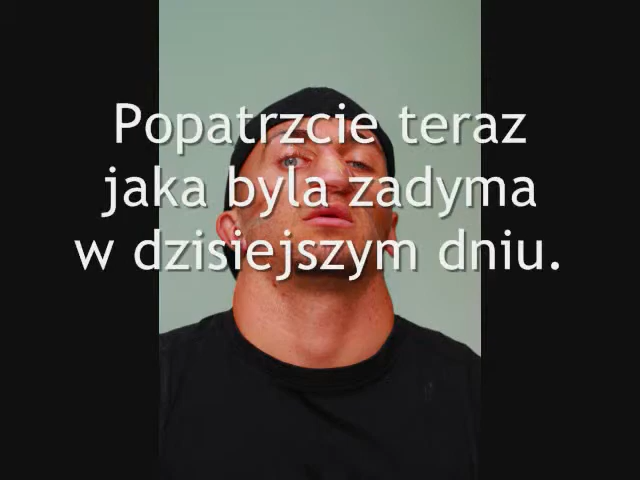 Popatrzcie teraz
jaka byla zadyma
w dzisiejszym dniu.